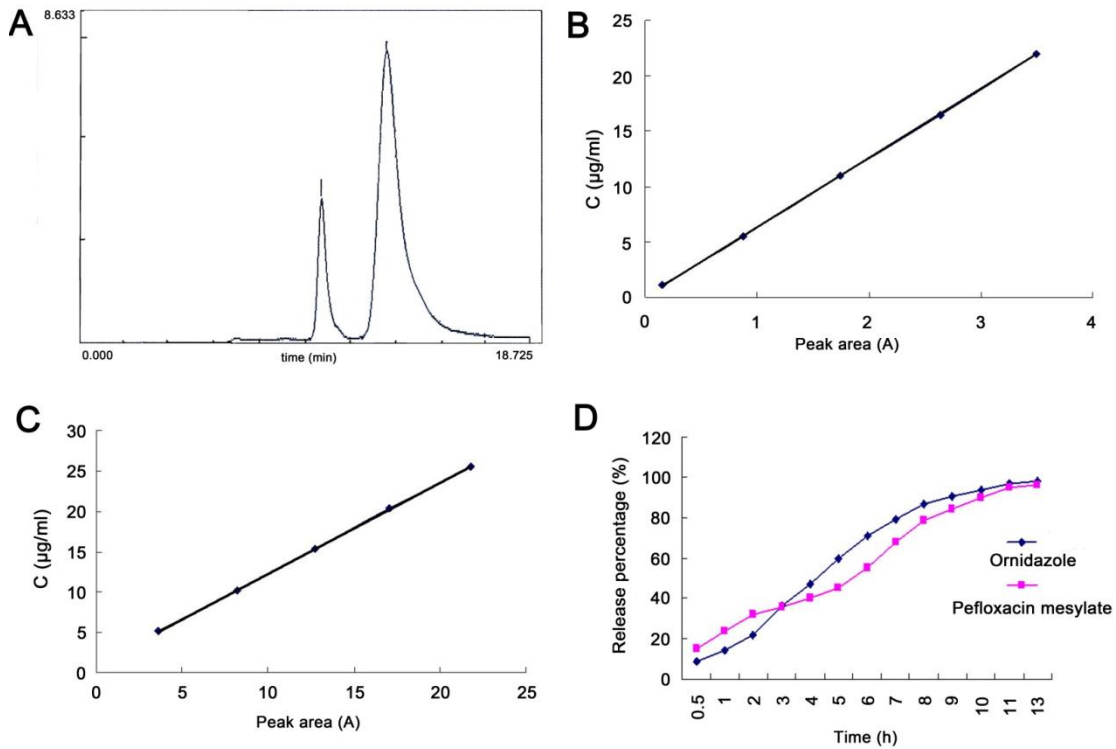 A
8.633
0.000
time (min)
18.725
B
25
20
15
10
5
0
C (µg/ml)
0 1 2 3 4
Peak area (A)
C
30
25
20
15
10
5
0
C (µg/ml)
0 5 10 15 20 25
Peak area (A)
D
120
100
80
60
40
20
0
Release percentage (%)
Ornidazole
Pefloxacin mesylate
0.5 1 2 3 4 5 6 7 8 9 10 11 13
Time (h)